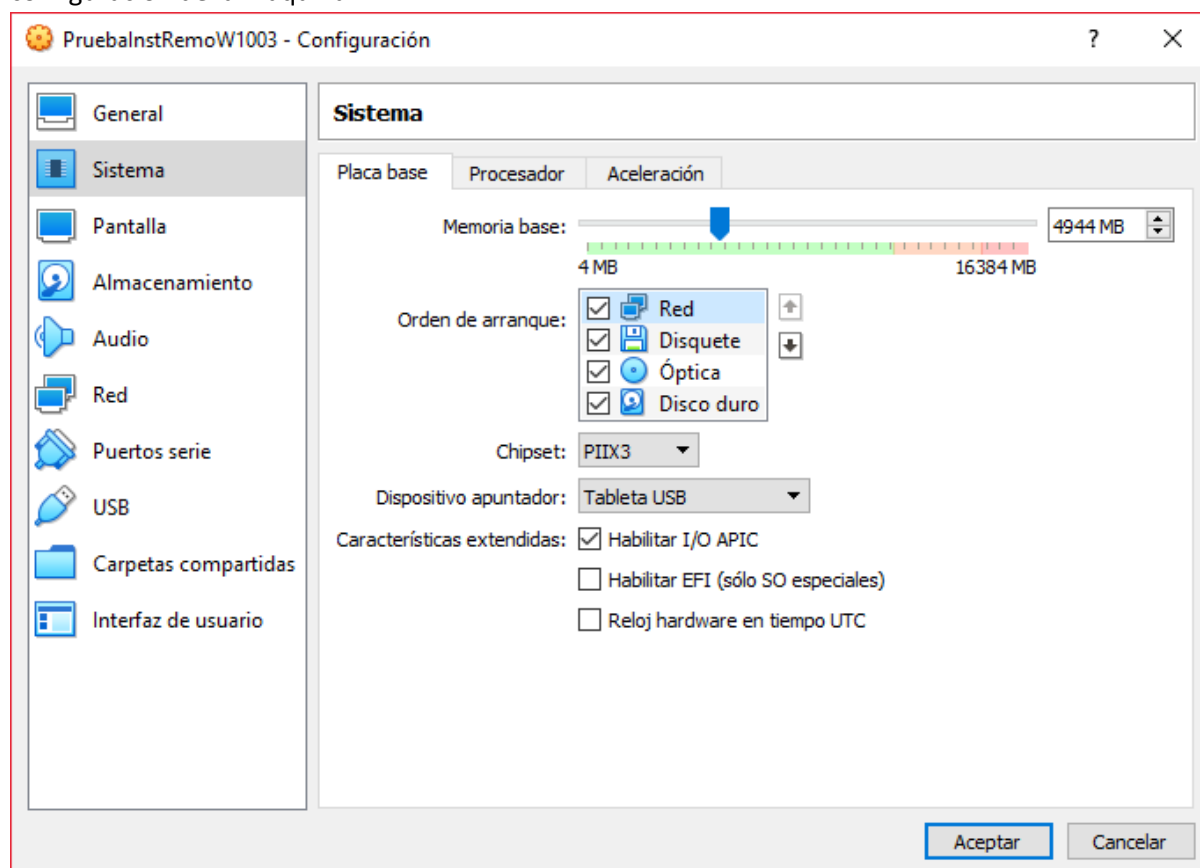 PruebaInstRemoW1003 - Configuración ? ×
General
Sistema
Pantalla
Almacenamiento
Audio
Red
Puertos serie
USB
Carpetas compartidas
Interfaz de usuario
Sistema
Placa base Procesador Aceleración
Memoria base: 4944 MB
4 MB 16384 MB
Orden de arranque:
Red
Disquete
Óptica
Disco duro
Chipset: PIIX3
Dispositivo apuntador: Tableta USB
Características extendidas: Habilitar I/O APIC
Habilitar EFI (sólo SO especiales)
Reloj hardware en tiempo UTC
Aceptar Cancelar